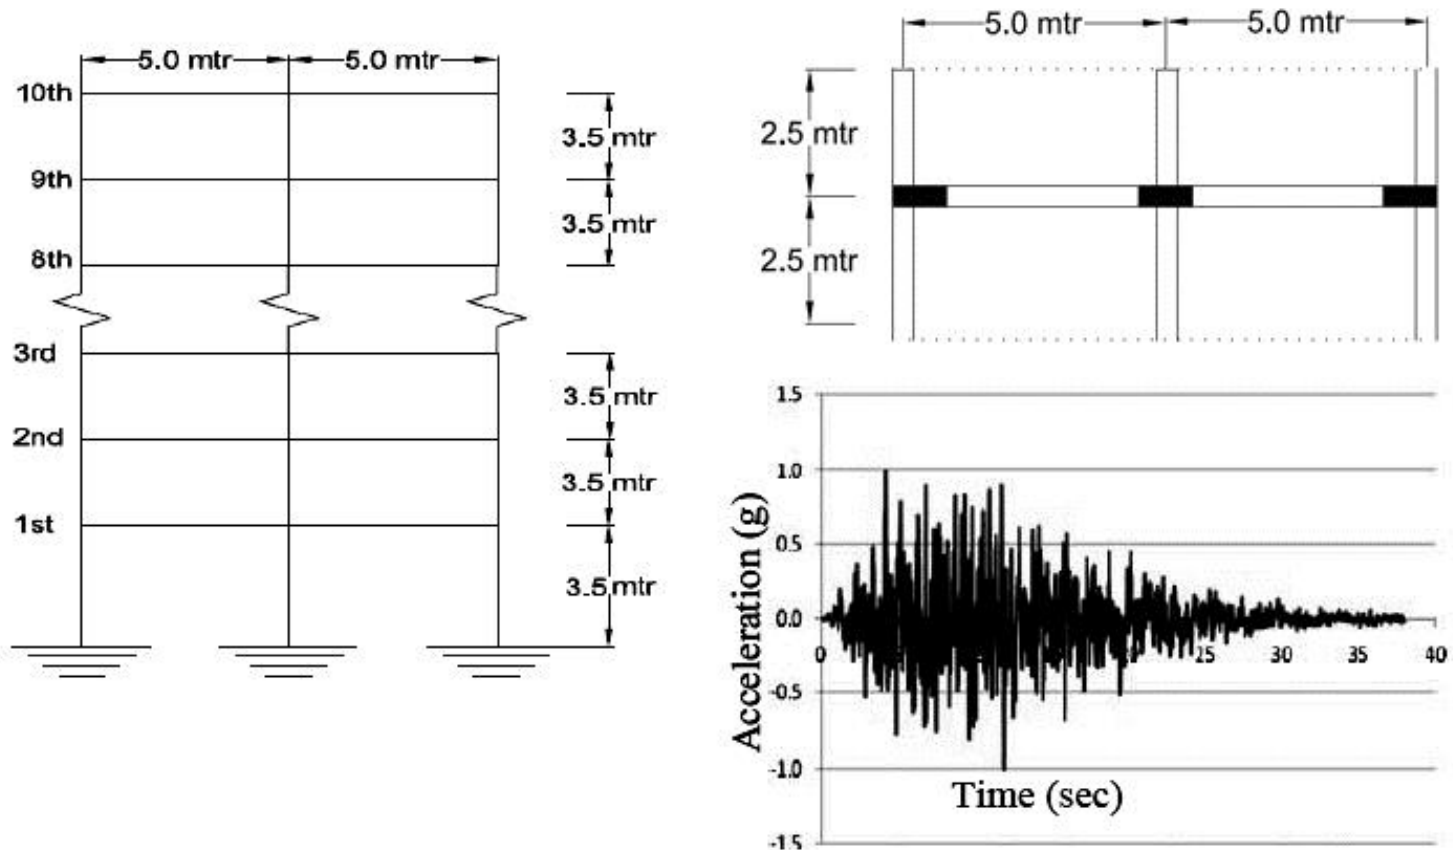 5.0 mtr 5.0 mtr
10th
3.5 mtr
9th
3.5 mtr
8th
3rd
3.5 mtr
2nd
3.5 mtr
1st
3.5 mtr
5.0 mtr 5.0 mtr
2.5 mtr
2.5 mtr
1.5
1.0
0.5
0.0
0 25 30 35 40
-0.5
-1.0
-1.5
Acceleration (g)
Time (sec)